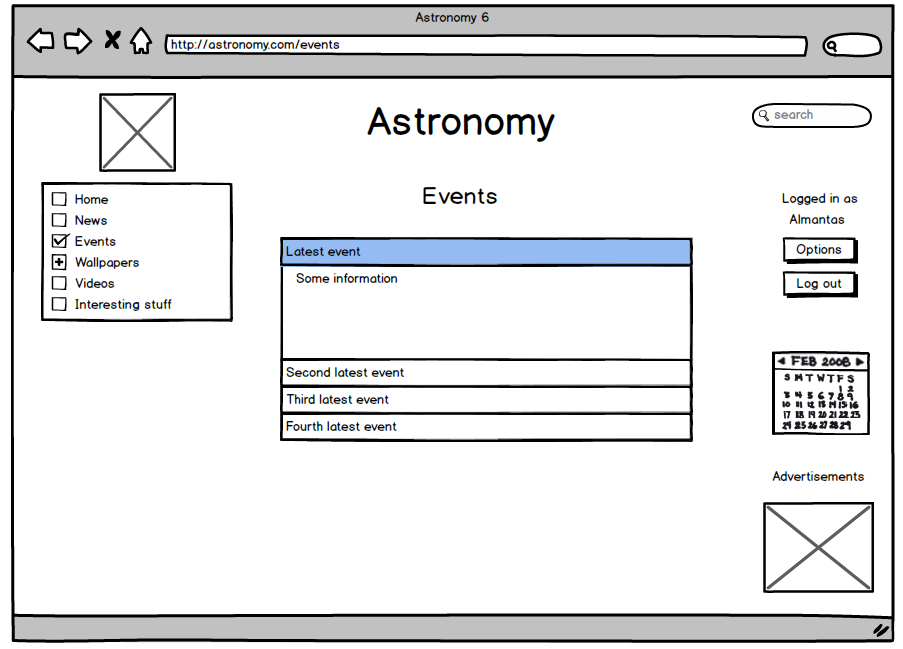 Astronomy 6
http://astronomy.com/events
Astronomy
search
Home
News
Events
Wallpapers
Videos
Interesting stuff
Events
Latest event
Some information
Second latest event
Third latest event
Fourth latest event
Logged in as
Almantas
Options
Log out
FEB 2008
S M T W T F S
1 2
3 4 5 6 7 8 9
10 11 12 13 14 15 16
17 18 19 20 21 22 23
24 25 26 27 28 29
Advertisements